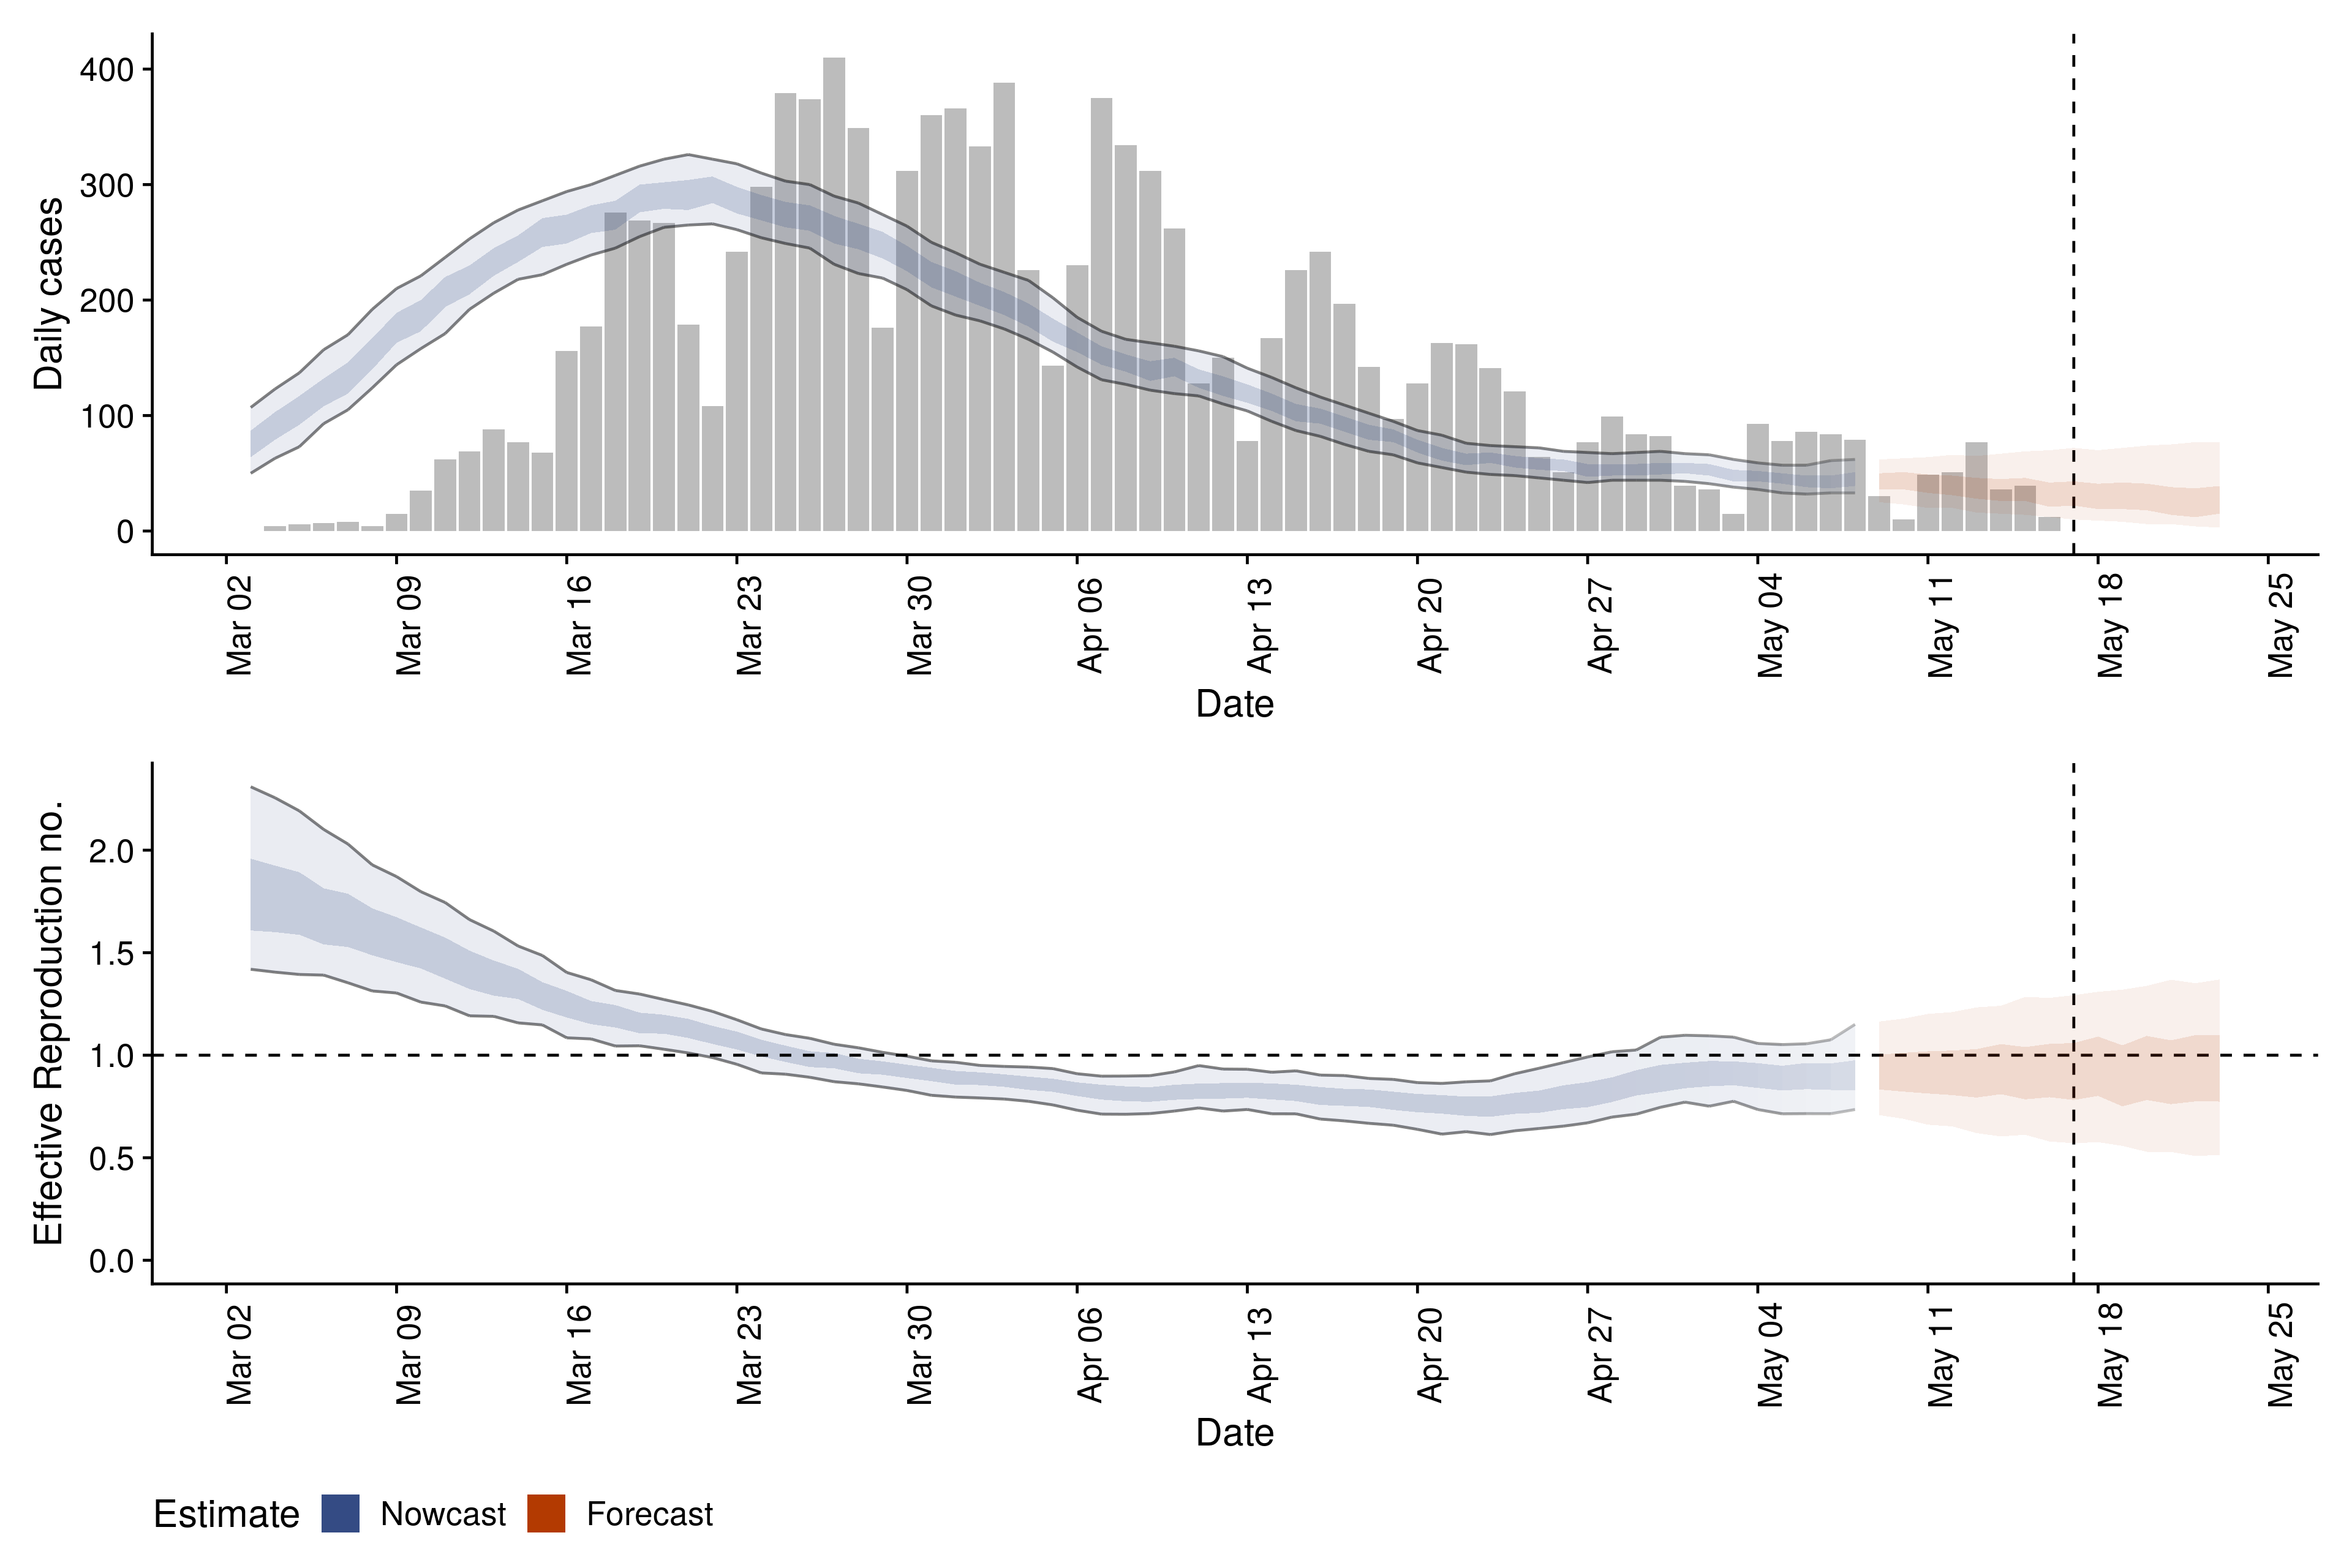 Daily cases
400
300
200
100
0
Mar 02
Mar 09
Mar 16
Mar 23
Mar 30
Apr 06
Apr 13
Apr 20
Apr 27
May 04
May 11
May 18
May 25
Date
Effective Reproduction no.
2.0
1.5
1.0
0.5
0.0
Mar 02
Mar 09
Mar 16
Mar 23
Mar 30
Apr 06
Apr 13
Apr 20
Apr 27
May 04
May 11
May 18
May 25
Date
Estimate Nowcast Forecast